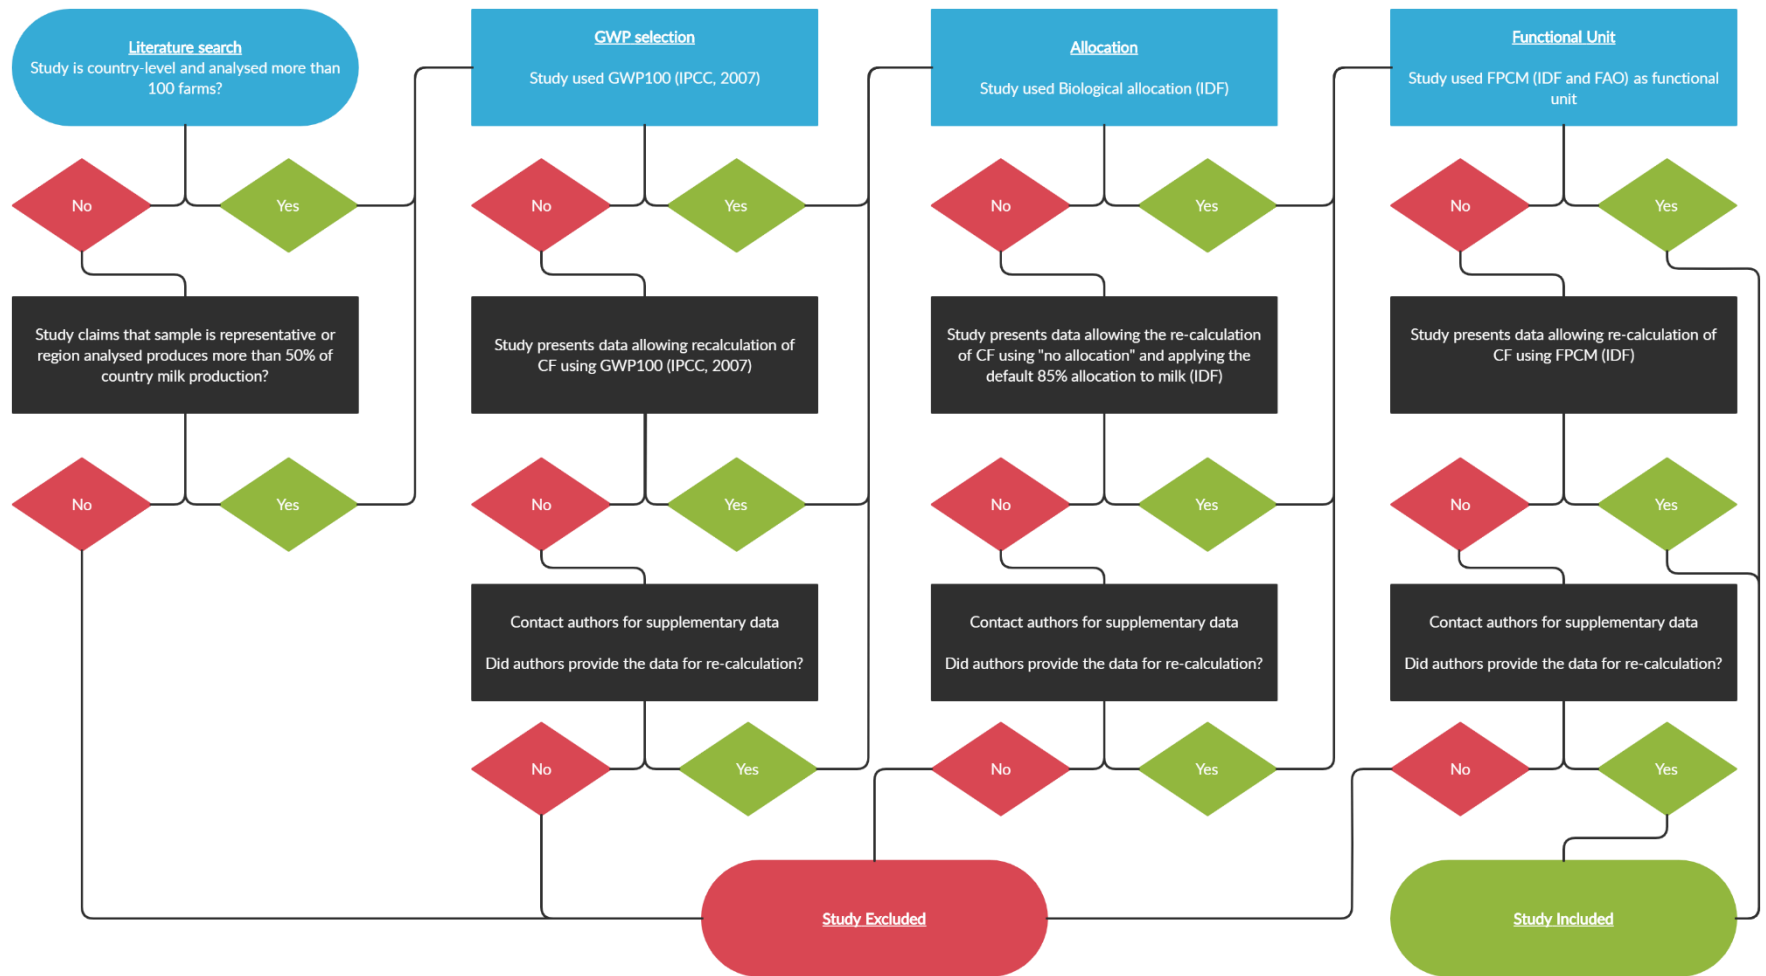 Literature search
Study is country-level and analysed more than
100 farms?
No
Yes
Study claims that sample is representative or
region analysed produces more than 50% of
country milk production?
No
Yes
GWP selection
Study used GWP100 (IPCC, 2007)
No
Yes
Study presents data allowing recalculation of
CF using GWP100 (IPCC, 2007)
No
Yes
Contact authors for supplementary data
Did authors provide the data for re-calculation?
No
Yes
Allocation
Study used Biological allocation (IDF)
No
Yes
Study presents data allowing the re-calculation
of CF using "no allocation" and applying the
default 85% allocation to milk (IDF)
No
Yes
Contact authors for supplementary data
Did authors provide the data for re-calculation?
No
Yes
Functional Unit
Study used FPCM (IDF and FAO) as functional
unit
No
Yes
Study presents data allowing re-calculation of
CF using FPCM (IDF)
No
Yes
Contact authors for supplementary data
Did authors provide the data for re-calculation?
No
Yes
Study Excluded
Study Included